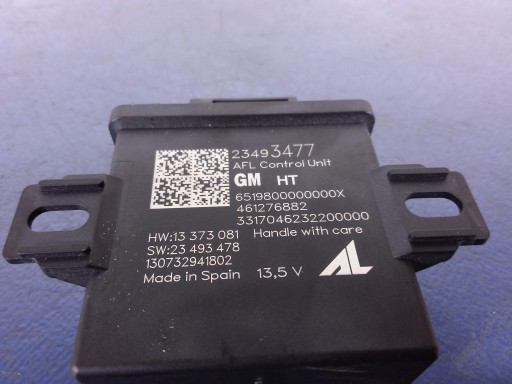 23493477
AFL Control Unit
GM HT
6519800000000X
461276882
3317046232200000
HW:13 373 081 Handle with care
SW:23 493 478
130732941802
Made in Spain 13,5 V AL